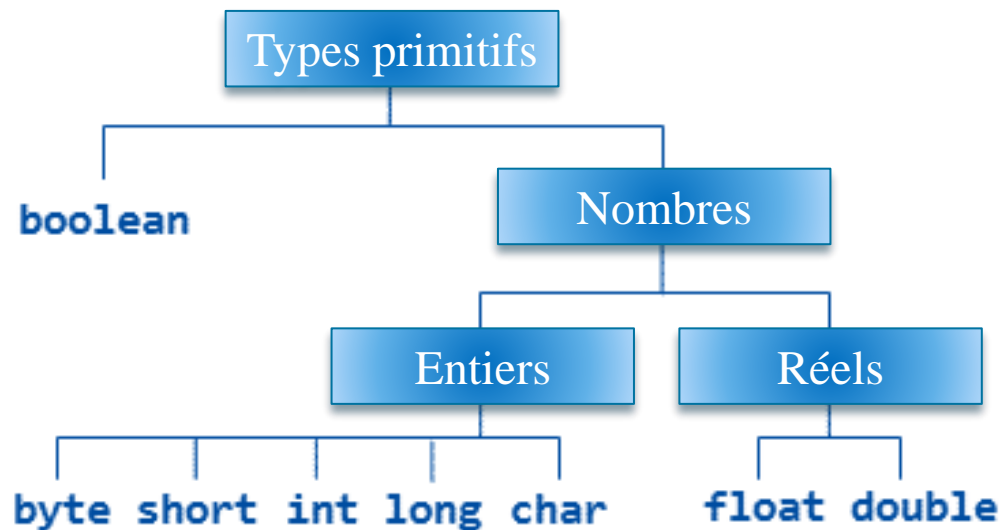 Types primitifs
boolean
Nombres
Entiers
Réels
byte short int long char
float double